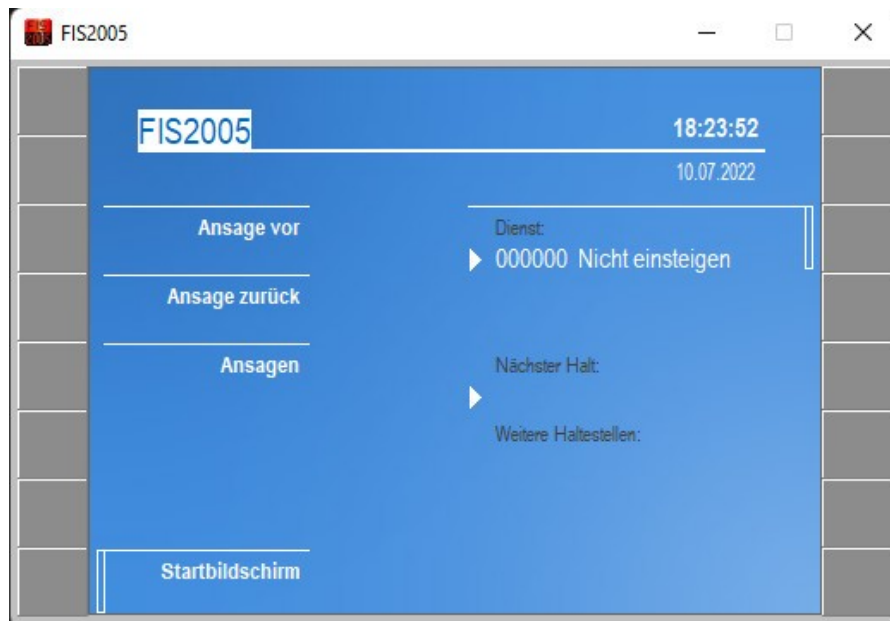 FIS2005
FIS2005
18:23:52
10.07.2022
Ansage vor
Ansage zurück
Ansagen
Startbildschirm
Dienst:
000000 Nicht einsteigen
Nächster Halt:
Weitere Haltestellen: